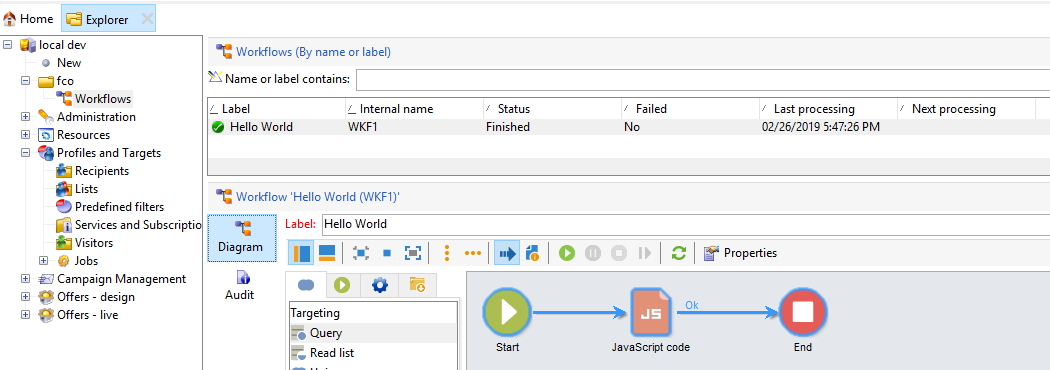 Home Explorer
local dev
New
fco
Workflows
Administration
Resources
Profiles and Targets
Recipients
Lists
Predefined filters
Services and Subscriptio
Visitors
Jobs
Campaign Management
Offers - design
Offers - live
Workflows (By name or label)
Name or label contains:
Label Internal name Status Failed Last processing Next processing
Hello World WKF1 Finished No 02/26/2019 5:47:26 PM
Workflow 'Hello World (WKF1)'
Diagram
Audit
Label: Hello World
Properties
Targeting
Query
Read list
JS
Ok
Start JavaScript code End